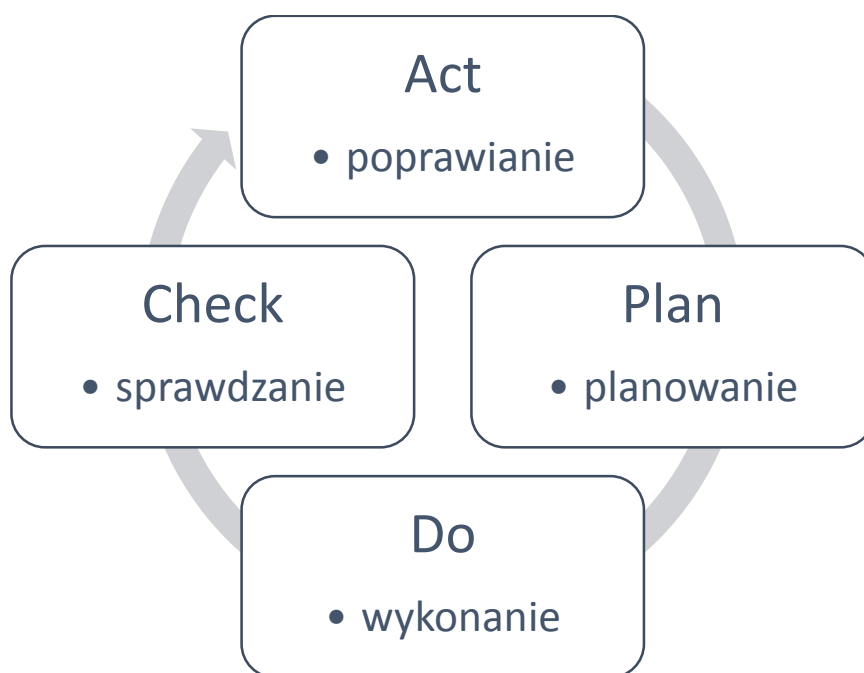 Act
• poprawianie
Check
• sprawdzanie
Plan
• planowanie
Do
• wykonanie